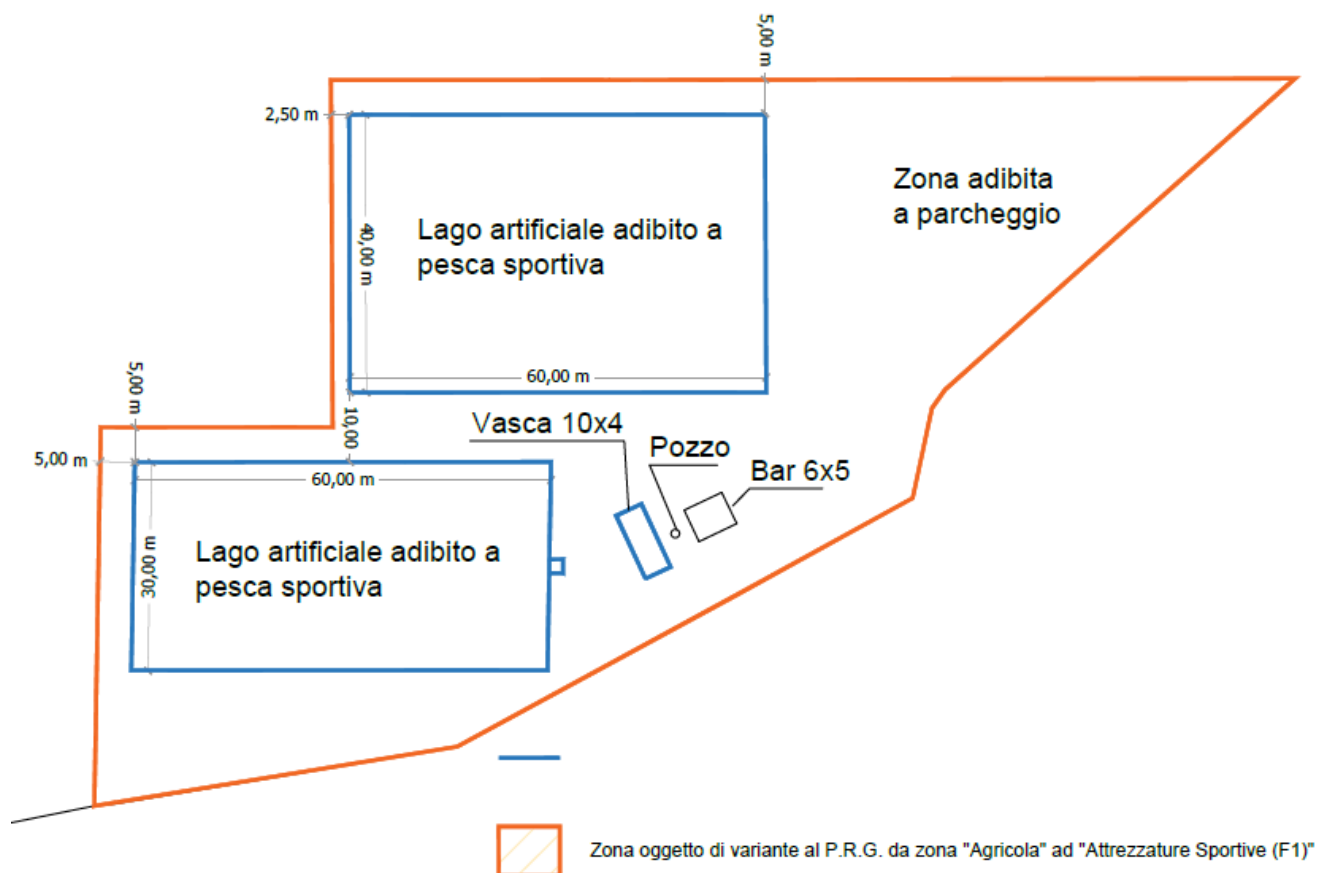 5,00 m
2,50 m
Zona adibita
a parcheggio
Lago artificiale adibito a
pesca sportiva
40,00 m
60,00 m
5,00 m
10,00
Vasca 10x4
Pozzo
Bar 6x5
5,00 m
60,00 m
Lago artificiale adibito a
pesca sportiva
30,00 m
Zona oggetto di variante al P.R.G. da zona "Agricola" ad "Attrezzature Sportive (F1)"